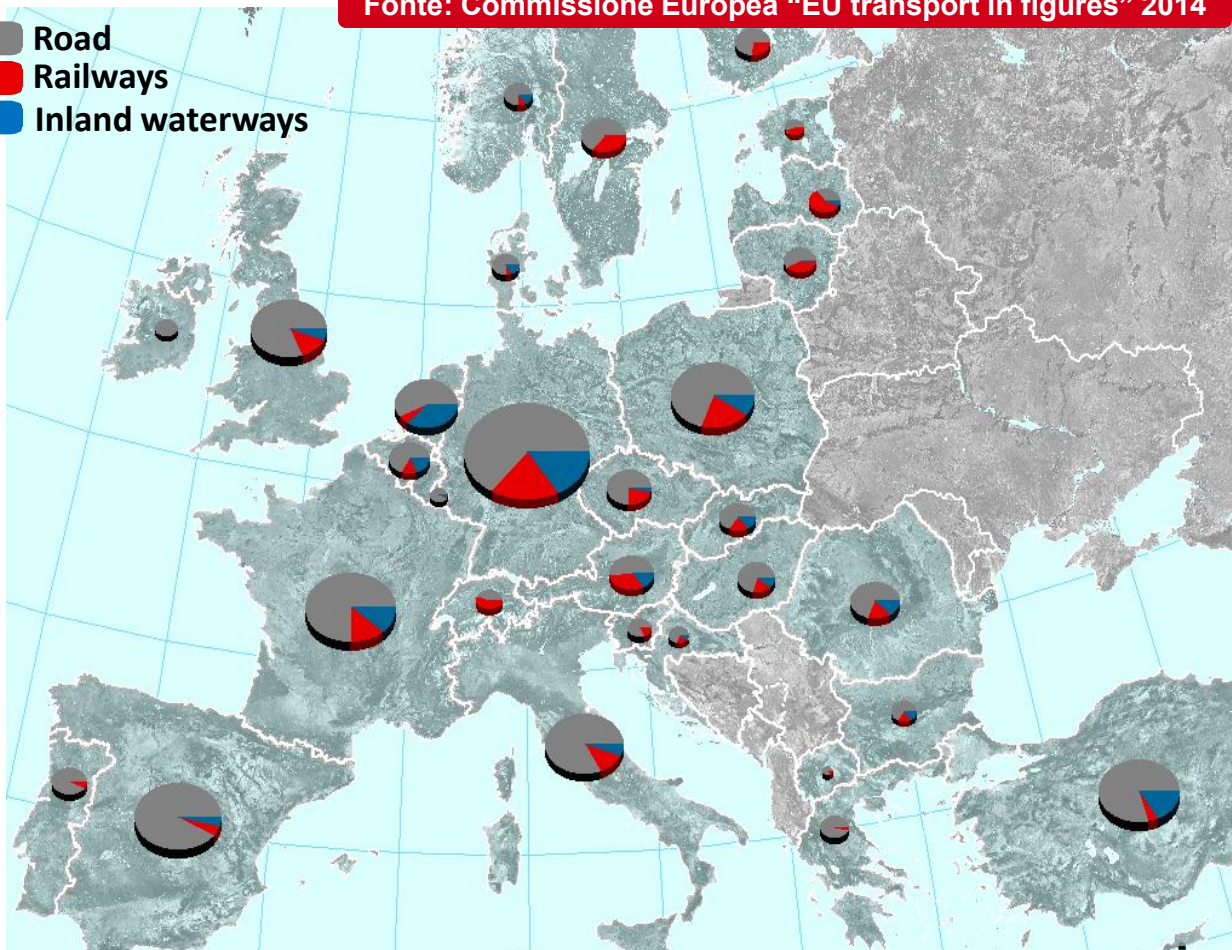 Fonte: Commissione Europea “EU transport in figures” 2014
Road
Railways
Inland waterways